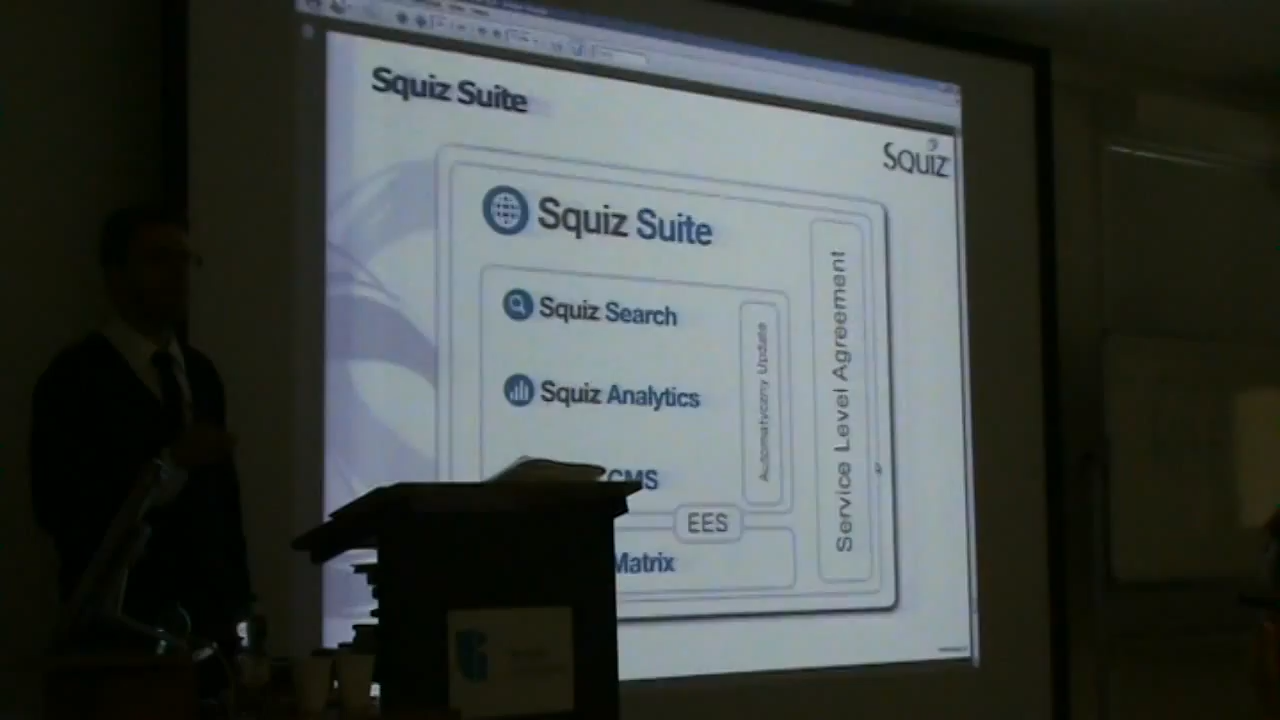 Squiz Suite
SQUIZ
Squiz Suite
Squiz Search
Squiz Analytics
CMS
EES
Matrix
Automatyczny Update
Service Level Agreement